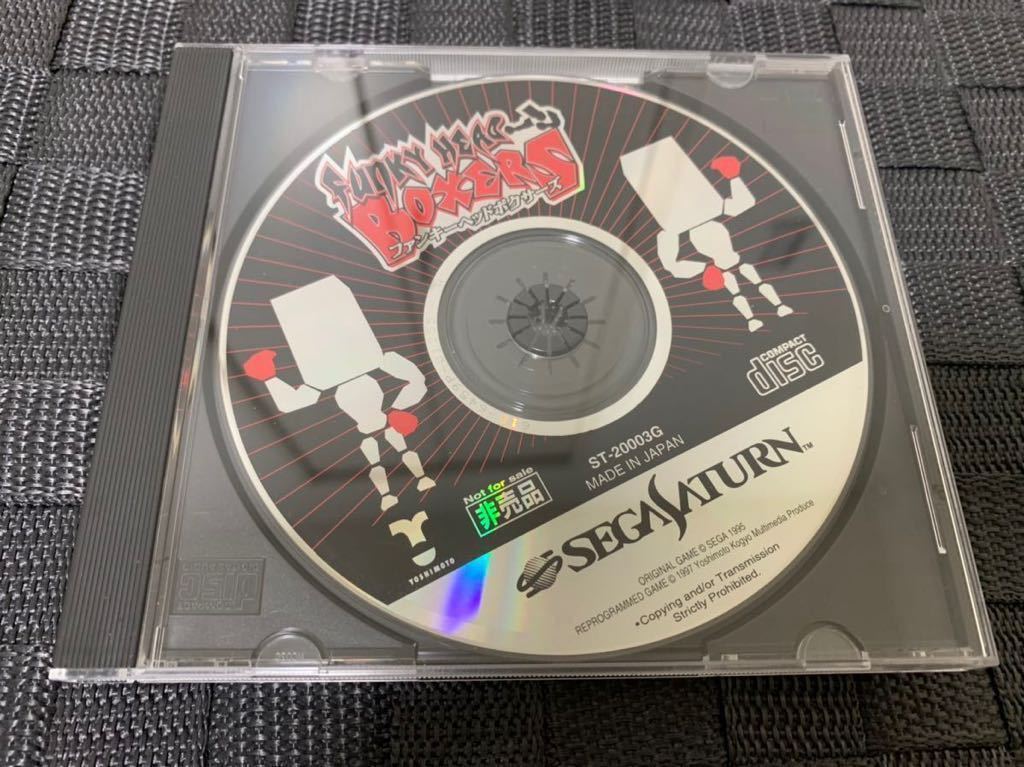 FUNKY HEAD
BOXERS
ファンキーヘッドボクサーズ
COMPACT
disc
ST-20003G
MADE IN JAPAN
Not for sale
非売品
YOSHIMOTO
SEGA SATURN™
ORIGINAL GAME © SEGA 1995
REPROGRAMMED GAME © 1997 Yoshimoto Kogyo Multimedia Produce
•Copying and/or Transmission
Strictly Prohibited.